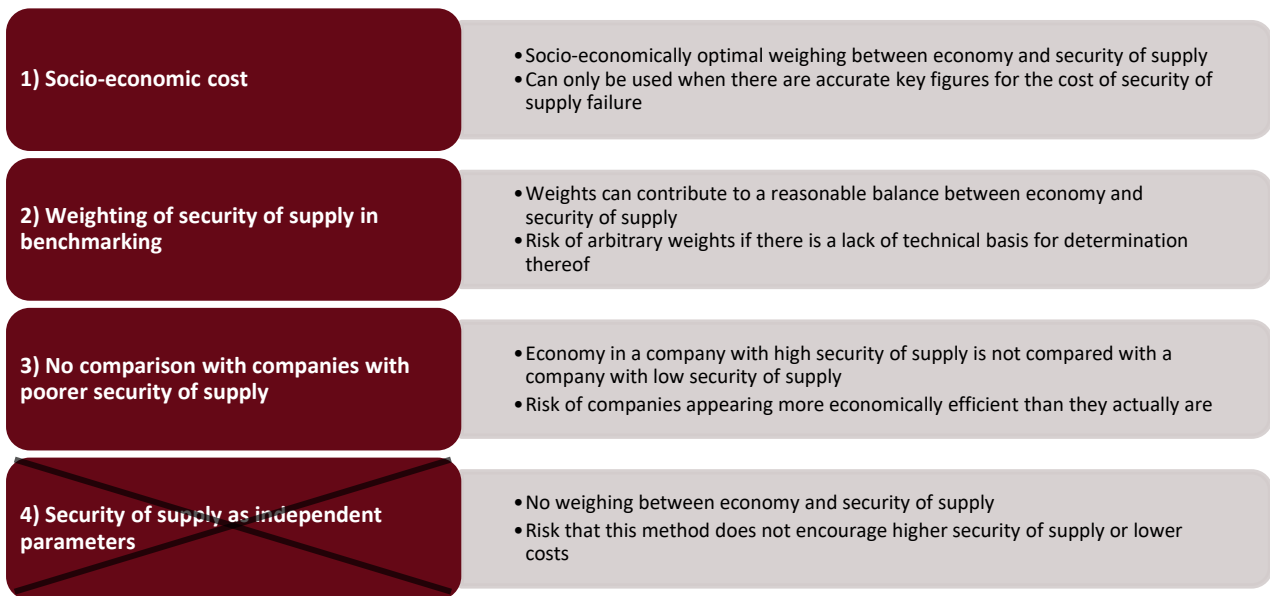 1) Socio-economic cost
•Socio-economically optimal weighing between economy and security of supply
•Can only be used when there are accurate key figures for the cost of security of
supply failure
2) Weighting of security of supply in
benchmarking
•Weights can contribute to a reasonable balance between economy and
security of supply
•Risk of arbitrary weights if there is a lack of technical basis for determination
thereof
3) No comparison with companies with
poorer security of supply
•Economy in a company with high security of supply is not compared with a
company with low security of supply
•Risk of companies appearing more economically efficient than they actually are
4) Security of supply as independent
parameters
•No weighing between economy and security of supply
•Risk that this method does not encourage higher security of supply or lower
costs